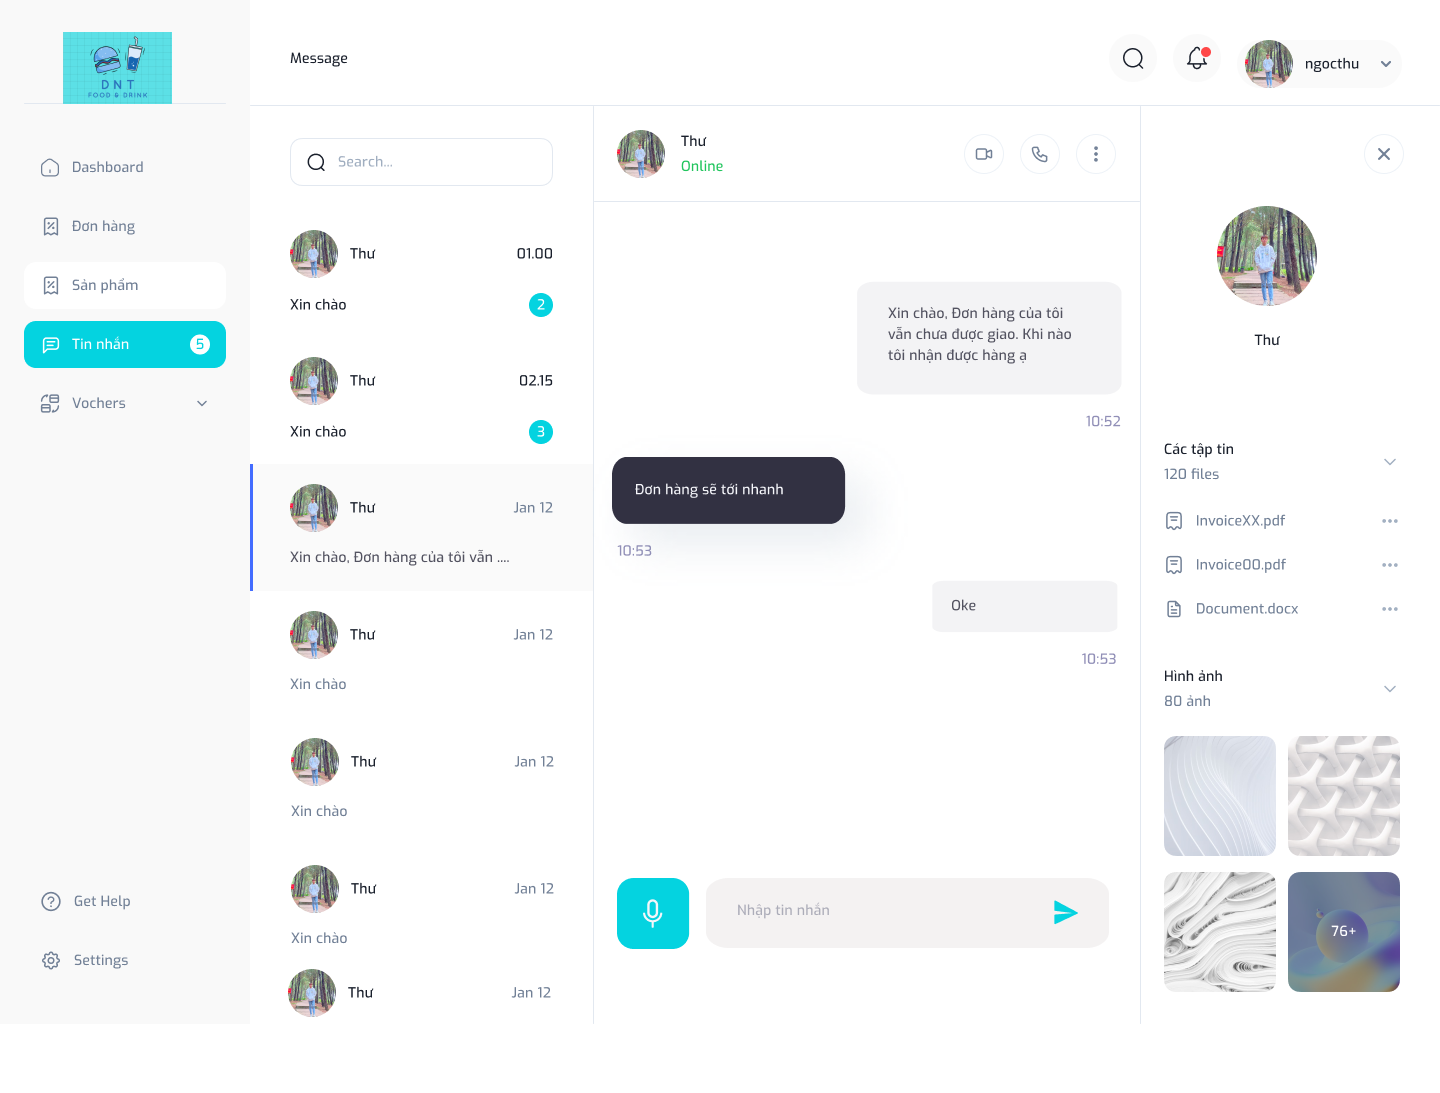 DNT
FOOD & DRINK
Dashboard
Đơn hàng
Sản phẩm
Tin nhắn
5
Vochers
Get Help
Settings
Message
ngocthu
Search...
Thư
01.00
Xin chào
2
Thư
02.15
Xin chào
3
Thư
Jan 12
Xin chào, Đơn hàng của tôi vẫn ....
Thư
Jan 12
Xin chào
Thư
Jan 12
Xin chào
Thư
Jan 12
Xin chào
Thư
Jan 12
Thư
Online
Xin chào, Đơn hàng của tôi
vẫn chưa được giao. Khi nào
tôi nhận được hàng ạ
10:52
Đơn hàng sẽ tới nhanh
10:53
Oke
10:53
Nhập tin nhắn
Thư
Các tập tin
120 files
InvoiceXX.pdf
Invoice00.pdf
Document.docx
Hình ảnh
80 ảnh
76+